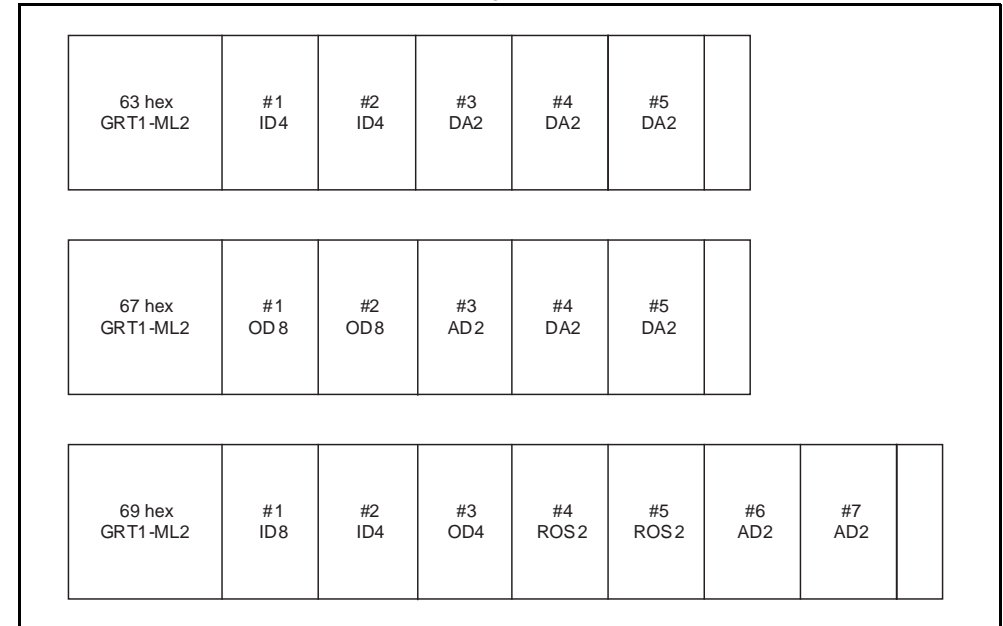 63 hex
GRT1-ML2
#1
ID4
#2
ID4
#3
DA2
#4
DA2
#5
DA2
67 hex
GRT1-ML2
#1
OD8
#2
OD8
#3
AD2
#4
DA2
#5
DA2
69 hex
GRT1-ML2
#1
ID8
#2
ID4
#3
OD4
#4
ROS2
#5
ROS2
#6
AD2
#7
AD2